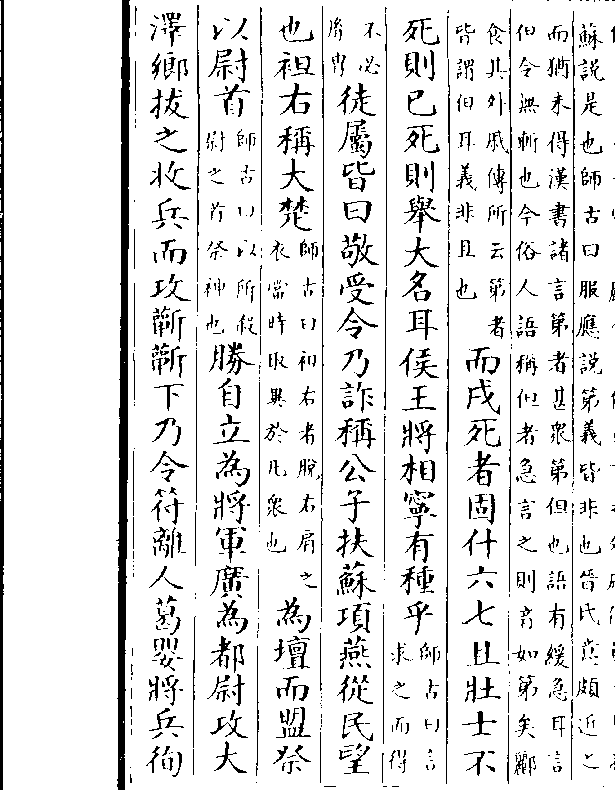 蘇說是也師古曰服應說第義皆非也晉氏意頗近之
而猶未得漢書諸言第者甚衆第但也語有緩急耳言
但令無斬也今俗人語稱但者急言之則音如第矣酈
食其外戚傳所云第者
皆謂但耳義非且也
而戍死者固什六七且壯士不
死則已死則舉大名耳侯王將相寧有種乎
師古曰言
求之而得
不必
胤胄
徒屬皆曰敬受令乃詐稱公子扶蘇項燕從民望
也袒右稱大楚
師古曰袒右者脫右肩之
衣當時取異於凡衆也
為壇而盟祭
以尉首
師古曰以所殺
尉之首祭神也
勝自立為將軍廣為都尉攻大
澤鄉拔之收兵而攻蘄蘄下乃令符離人葛嬰將兵徇